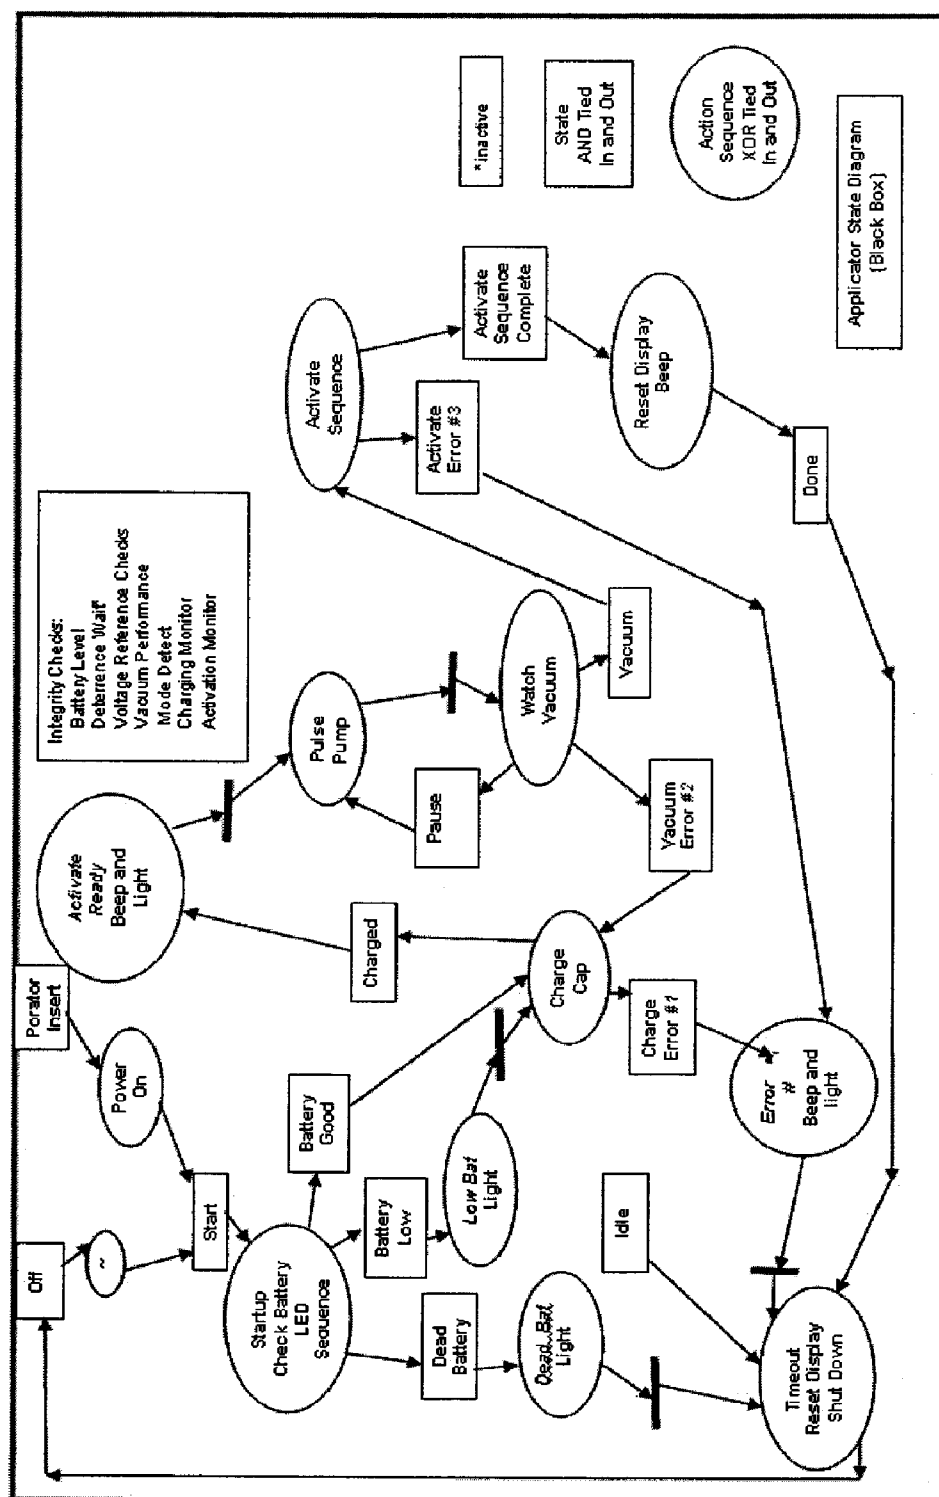 Off
~
Start
Porator
Insert
Power
On
Startup
Check Battery
LED
Sequence
Battery
Good
Battery
Low
Dead
Battery
Low Bat
Light
Dead Bat
Light
Idle
Timeout
Reset Display
Shut Down
Charged
Charge
Cap
Charge
Error #1
Error
#
Beep and
light
Activate
Ready
Beep and
Light
Pulse
Pump
Pause
Watch
Vacuum
Vacuum
Error #2
Vacuum
Integrity Checks:
Battery Level
Deterrence Wait*
Voltage Reference Checks
Vacuum Performance
Mode Detect
Charging Monitor
Activation Monitor
Activate
Sequence
Activate
Error #3
Activate
Sequence
Complete
Reset Display
Beep
Done
*inactive
State
AND Tied
In and Out
Action
Sequence
XOR Tied
In and Out
Applicator State Diagram
(Black Box)